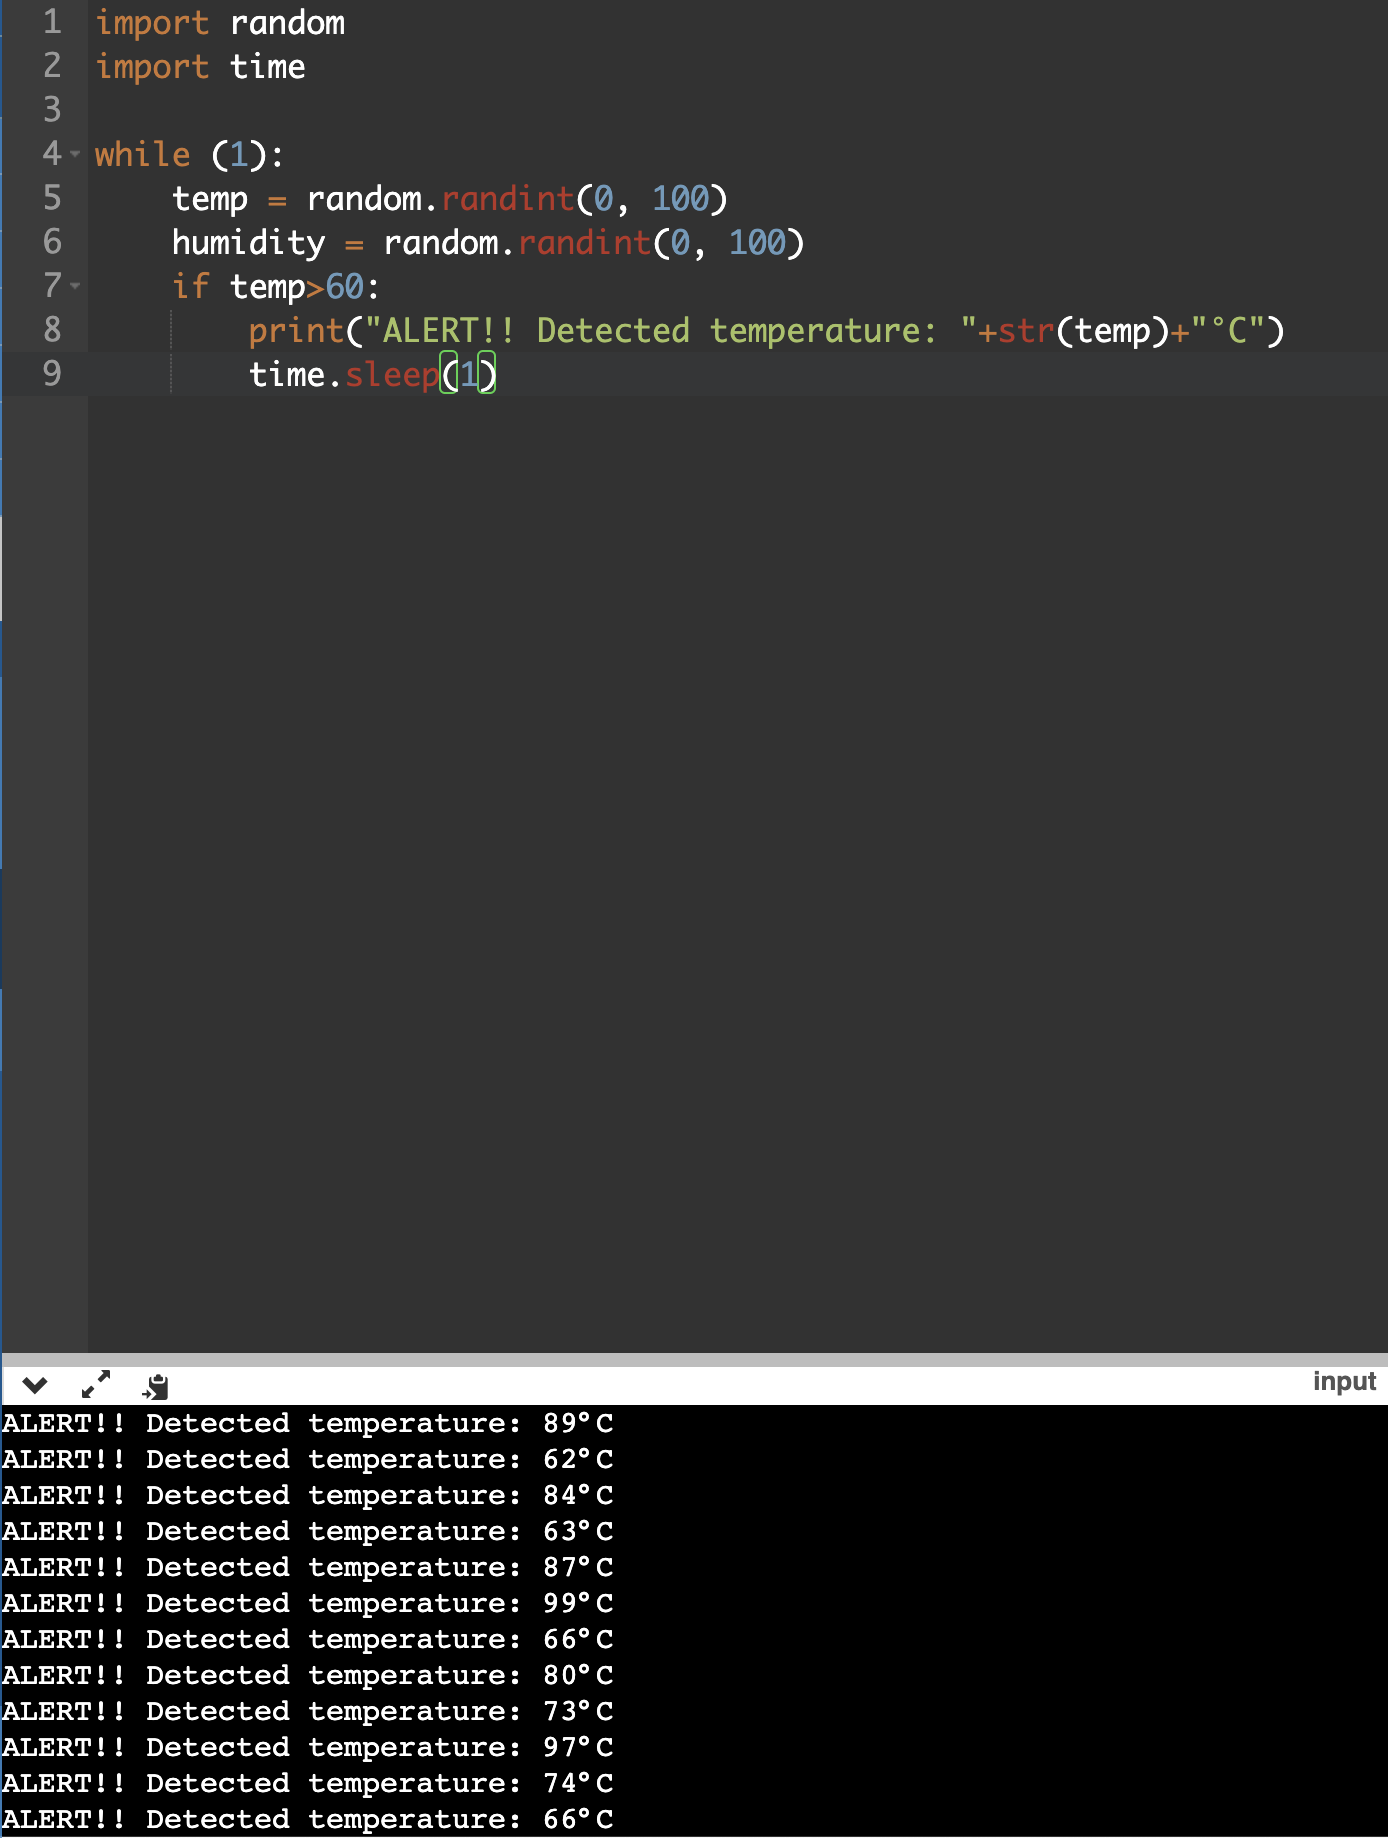 1 import random
2 import time
3
4 while (1):
5     temp = random.randint(0, 100)
6     humidity = random.randint(0, 100)
7     if temp>60:
8         print("ALERT!! Detected temperature: "+str(temp)+"°C")
9         time.sleep(1)
input
ALERT!! Detected temperature: 89°C
ALERT!! Detected temperature: 62°C
ALERT!! Detected temperature: 84°C
ALERT!! Detected temperature: 63°C
ALERT!! Detected temperature: 87°C
ALERT!! Detected temperature: 99°C
ALERT!! Detected temperature: 66°C
ALERT!! Detected temperature: 80°C
ALERT!! Detected temperature: 73°C
ALERT!! Detected temperature: 97°C
ALERT!! Detected temperature: 74°C
ALERT!! Detected temperature: 66°C